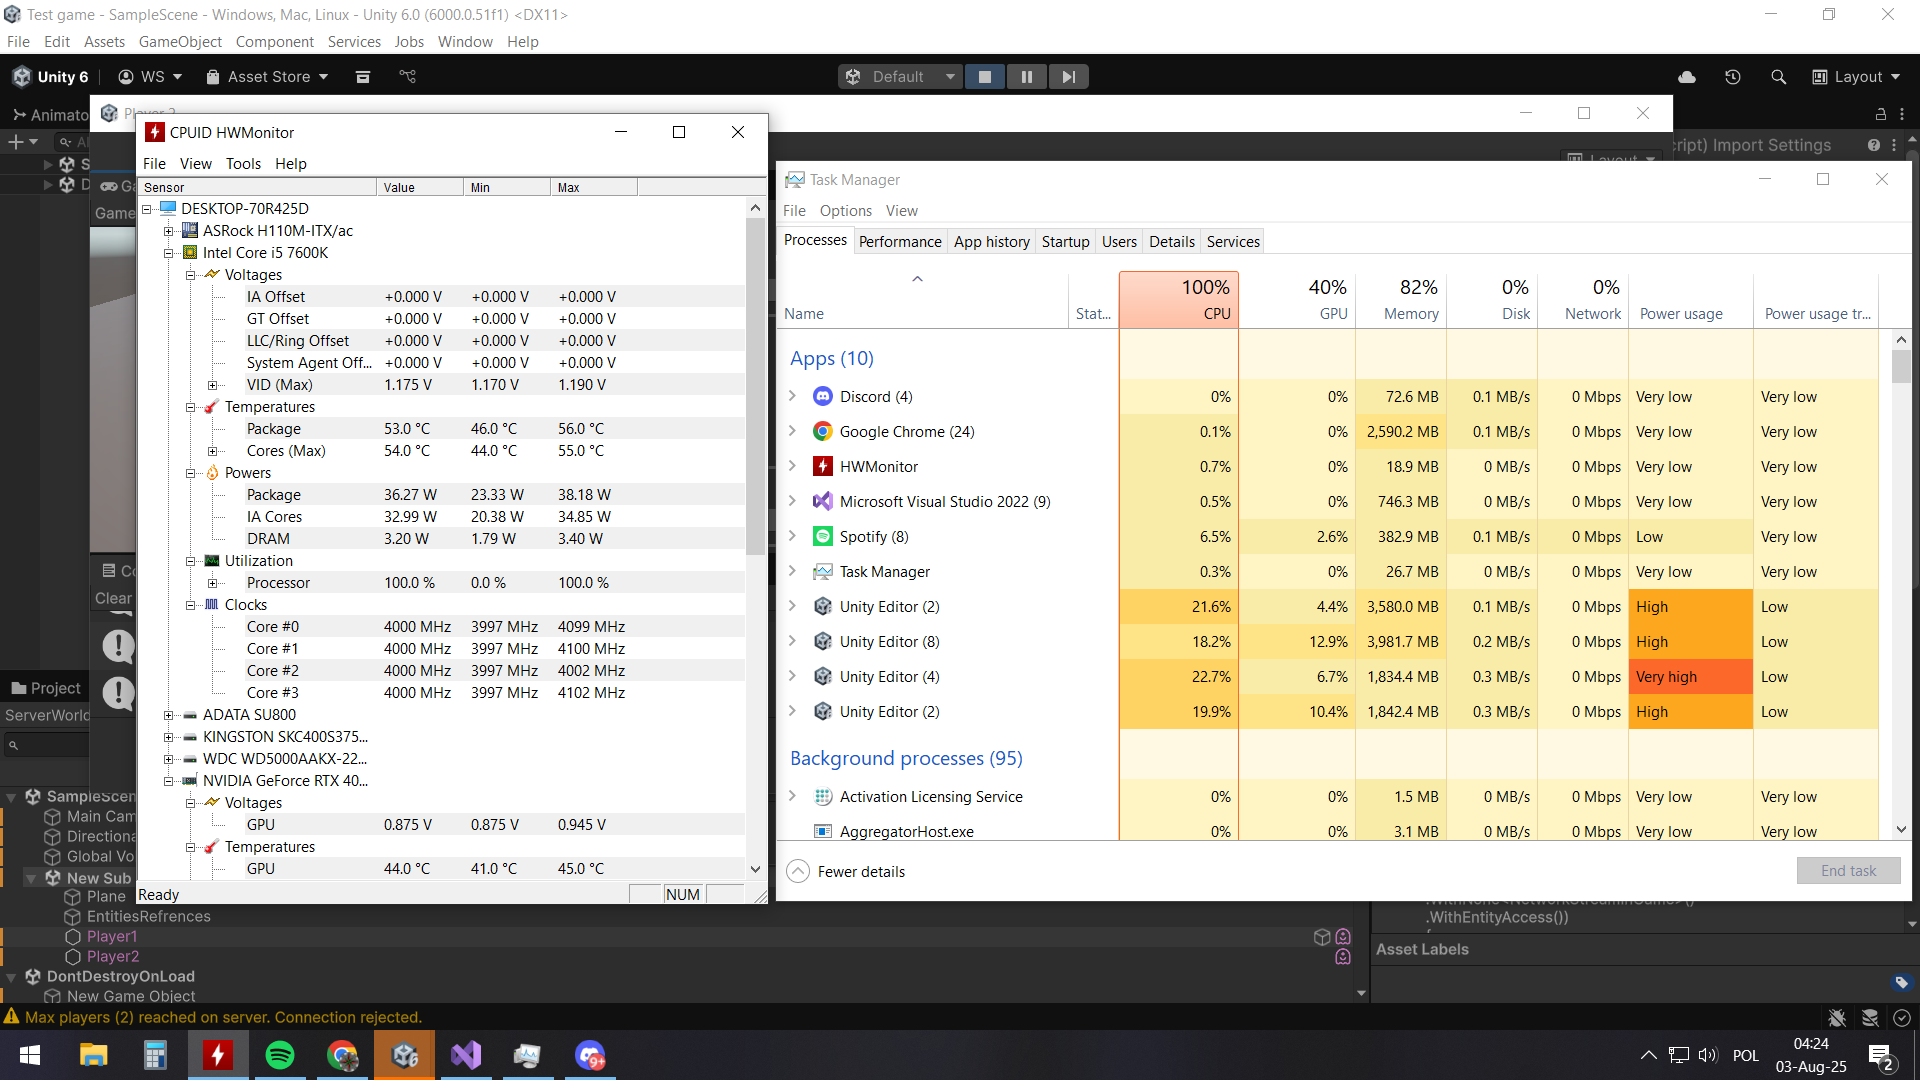 Test game - SampleScene - Windows, Mac, Linux - Unity 6.0 (6000.0.51f1) <DX11>
File Edit Assets GameObject Component Services Jobs Window Help
Unity 6 WS Asset Store Default Layout
Animato
Player 2
ript) Import Settings
CPUID HWMonitor
File View Tools Help
Sensor Value Min Max
DESKTOP-70R425D
ASRock H110M-ITX/ac
Intel Core i5 7600K
Voltages
IA Offset +0.000 V +0.000 V +0.000 V
GT Offset +0.000 V +0.000 V +0.000 V
LLC/Ring Offset +0.000 V +0.000 V +0.000 V
System Agent Off... +0.000 V +0.000 V +0.000 V
VID (Max) 1.175 V 1.170 V 1.190 V
Temperatures
Package 53.0 °C 46.0 °C 56.0 °C
Cores (Max) 54.0 °C 44.0 °C 55.0 °C
Powers
Package 36.27 W 23.33 W 38.18 W
IA Cores 32.99 W 20.38 W 34.85 W
DRAM 3.20 W 1.79 W 3.40 W
Utilization
Processor 100.0 % 0.0 % 100.0 %
Clocks
Core #0 4000 MHz 3997 MHz 4099 MHz
Core #1 4000 MHz 3997 MHz 4100 MHz
Core #2 4000 MHz 3997 MHz 4002 MHz
Core #3 4000 MHz 3997 MHz 4102 MHz
ADATA SU800
KINGSTON SKC400S375...
WDC WD5000AAKX-22...
NVIDIA GeForce RTX 40...
Voltages
GPU 0.875 V 0.875 V 0.945 V
Temperatures
GPU 44.0 °C 41.0 °C 45.0 °C
Ready NUM
Task Manager
File Options View
Processes Performance App history Startup Users Details Services
100% 40% 82% 0% 0%
Name Stat... CPU GPU Memory Disk Network Power usage Power usage tr...
Apps (10)
Discord (4) 0% 0% 72.6 MB 0.1 MB/s 0 Mbps Very low Very low
Google Chrome (24) 0.1% 0% 2,590.2 MB 0.1 MB/s 0 Mbps Very low Very low
HWMonitor 0.7% 0% 18.9 MB 0 MB/s 0 Mbps Very low Very low
Microsoft Visual Studio 2022 (9) 0.5% 0% 746.3 MB 0 MB/s 0 Mbps Very low Very low
Spotify (8) 6.5% 2.6% 382.9 MB 0.1 MB/s 0 Mbps Low Very low
Task Manager 0.3% 0% 26.7 MB 0 MB/s 0 Mbps Very low Very low
Unity Editor (2) 21.6% 4.4% 3,580.0 MB 0.1 MB/s 0 Mbps High Low
Unity Editor (8) 18.2% 12.9% 3,981.7 MB 0.2 MB/s 0 Mbps High Low
Unity Editor (4) 22.7% 6.7% 1,834.4 MB 0.3 MB/s 0 Mbps Very high Low
Unity Editor (2) 19.9% 10.4% 1,842.4 MB 0.3 MB/s 0 Mbps High Low
Background processes (95)
Activation Licensing Service 0% 0% 1.5 MB 0 MB/s 0 Mbps Very low Very low
AggregatorHost.exe 0% 0% 3.1 MB 0 MB/s 0 Mbps Very low Very low
Fewer details End task
Game
Clear
Project
ServerWorld
SampleScen
Main Cam
Directiona
Global Vo
New Sub
Plane
EntitiesRefrences
Player1
Player2
DontDestroyOnLoad
New Game Object
.WithEntityAccess())
Asset Labels
Max players (2) reached on server. Connection rejected.
9+
POL
04:24
03-Aug-25
2